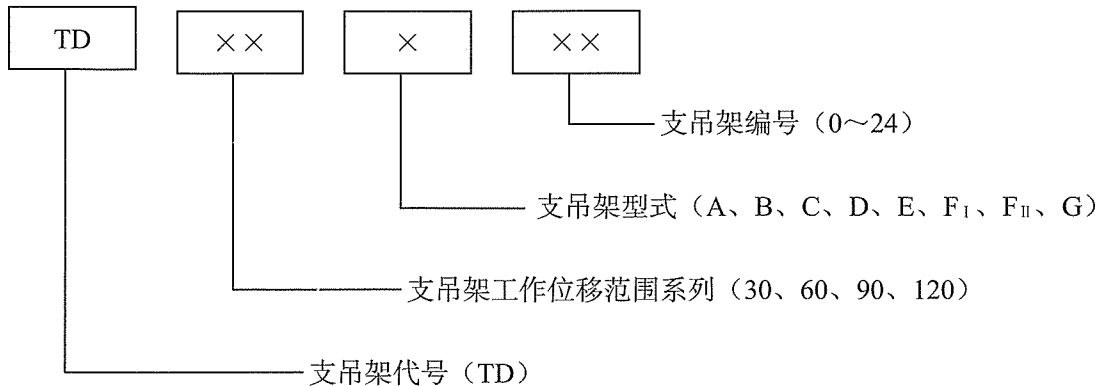 TD ×× × ××
支吊架编号（0～24）
支吊架型式（A、B、C、D、E、FⅠ、FⅡ、G）
支吊架工作位移范围系列（30、60、90、120）
支吊架代号（TD）